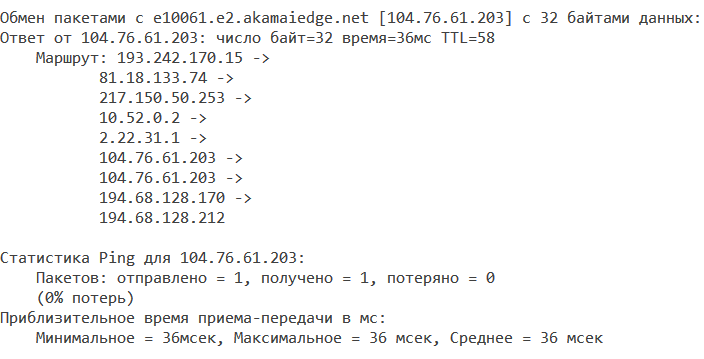 Обмен пакетами с e10061.e2.akamaiedge.net [104.76.61.203] с 32 байтами данных:
Ответ от 104.76.61.203: число байт=32 время=36мс TTL=58
Маршрут: 193.242.170.15 ->
81.18.133.74 ->
217.150.50.253 ->
10.52.0.2 ->
2.22.31.1 ->
104.76.61.203 ->
104.76.61.203 ->
194.68.128.170 ->
194.68.128.212
Статистика Ping для 104.76.61.203:
Пакетов: отправлено = 1, получено = 1, потеряно = 0
(0% потерь)
Приблизительное время приема-передачи в мс:
Минимальное = 36мсек, Максимальное = 36 мсек, Среднее = 36 мсек